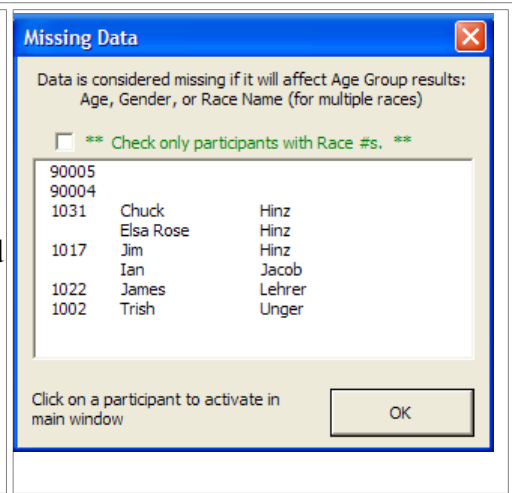 Missing Data
Data is considered missing if it will affect Age Group results:
Age, Gender, or Race Name (for multiple races)
** Check only participants with Race #s. **
90005
90004
1031 Chuck Hinz
Elsa Rose Hinz
1017 Jim Hinz
Ian Jacob
1022 James Lehrer
1002 Trish Unger
Click on a participant to activate in
main window
OK